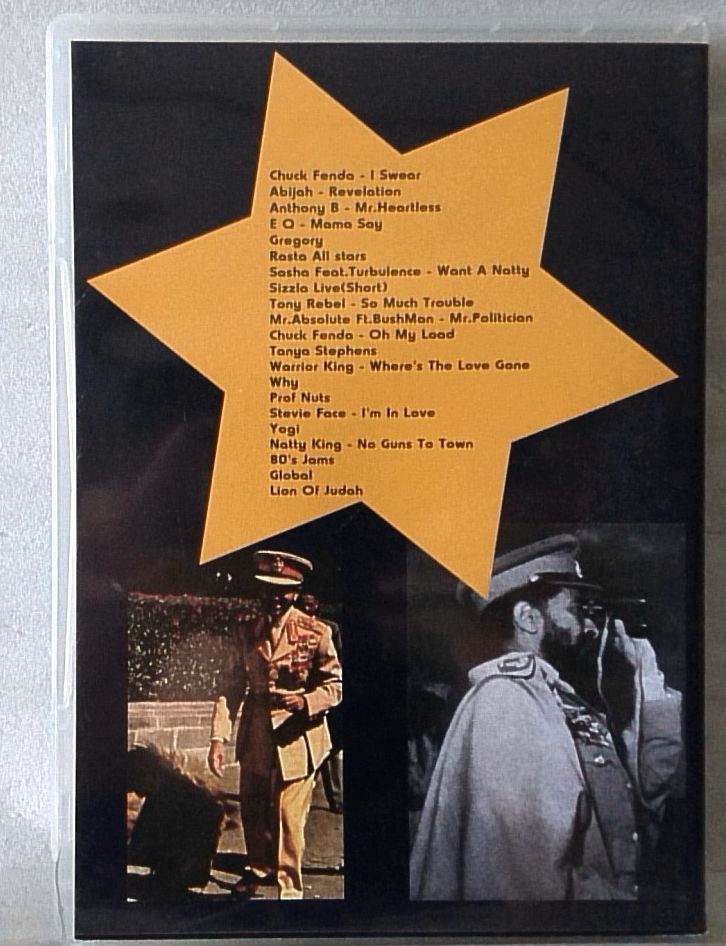 Chuck Fenda - I Swear
Abijah - Revelation
Anthony B - Mr.Heartless
E Q - Mama Say
Gregory
Rasta All stars
Sasha Feat.Turbulence - Want A Natty
Sizzla Live(Short)
Tony Rebel - So Much Trouble
Mr.Absolute Ft.BushMan - Mr.Politician
Chuck Fenda - Oh My Load
Tanya Stephens
Warrior King - Where's The Love Gone
Why
Prof Nuts
Stevie Face - I'm In Love
Yogi
Natty King - No Guns To Town
80's Jams
Global
Lion Of Judah